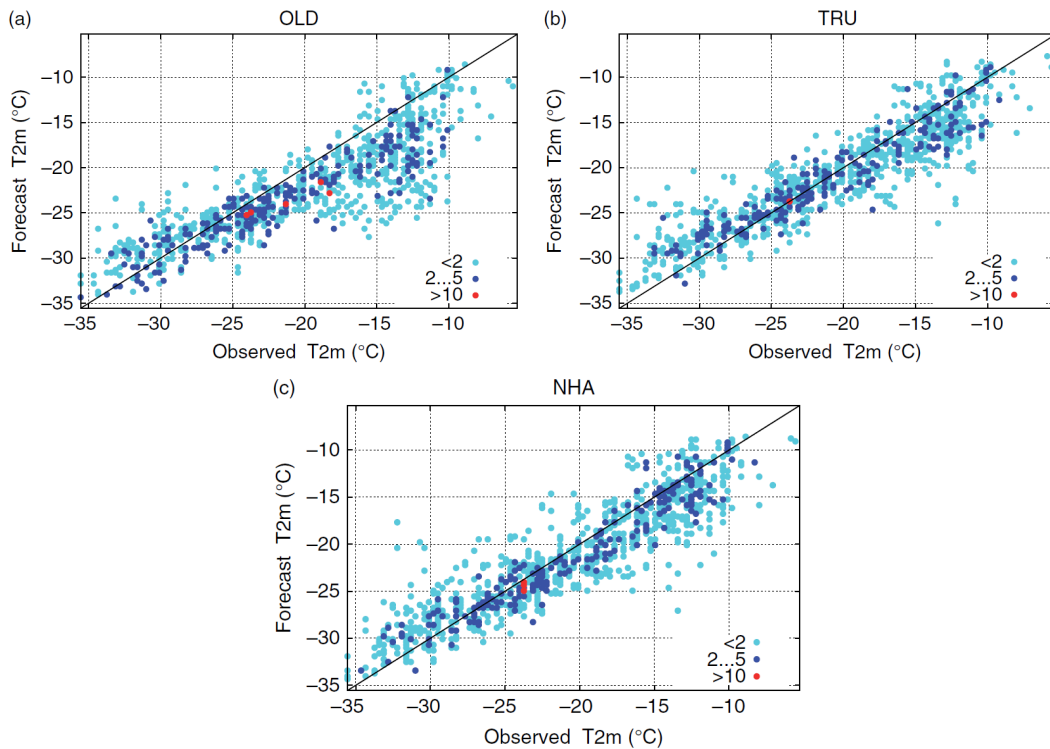 (a)
OLD
−10
−15
−20
−25
−30
−35
Forecast T2m (°C)
<2
2...5
>10
−35 −30 −25 −20 −15 −10
Observed T2m (°C)
(b)
TRU
−10
−15
−20
−25
−30
−35
Forecast T2m (°C)
<2
2...5
>10
−35 −30 −25 −20 −15 −10
Observed T2m (°C)
(c)
NHA
−10
−15
−20
−25
−30
−35
Forecast T2m (°C)
<2
2...5
>10
−35 −30 −25 −20 −15 −10
Observed T2m (°C)